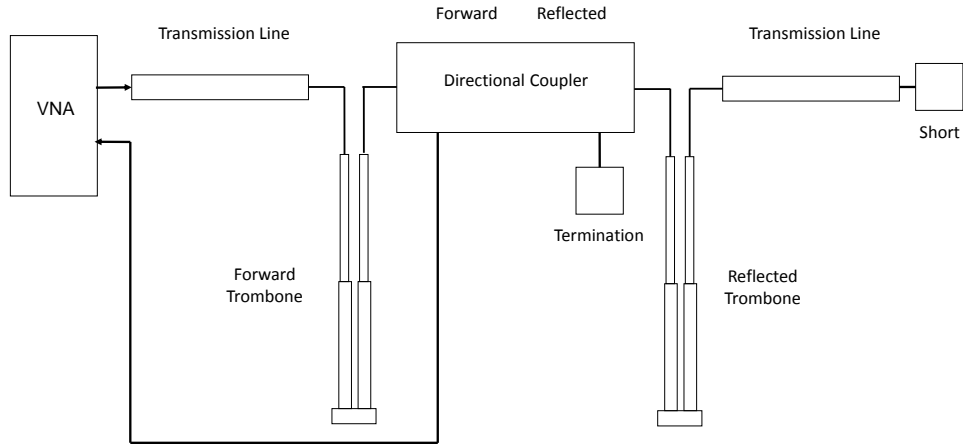 Forward Reflected
Transmission Line
Transmission Line
Directional Coupler
VNA
Short
Termination
Forward
Trombone
Reflected
Trombone